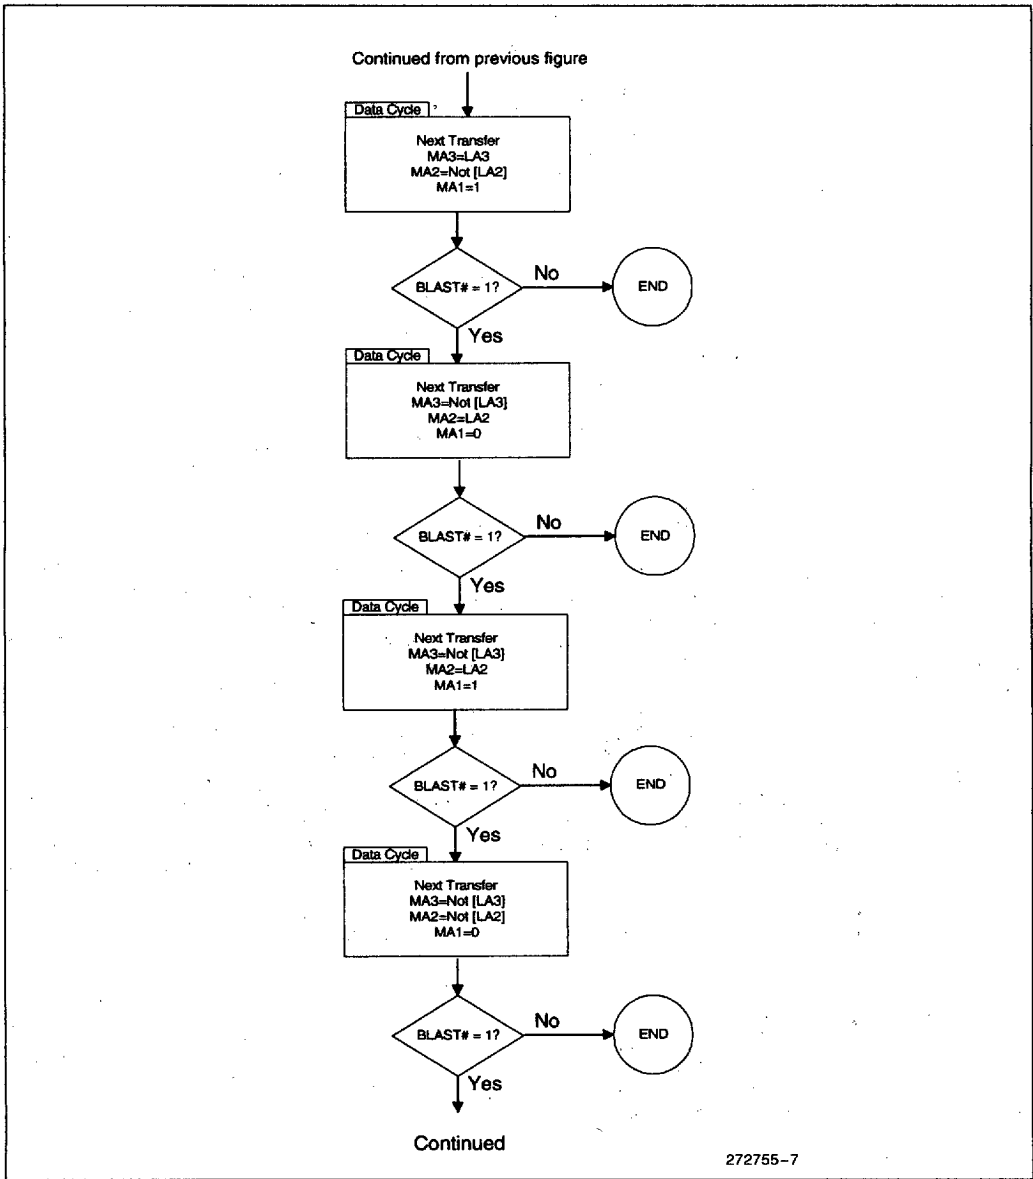 Continued from previous figure
Data Cycle
Next Transfer
MA3=LA3
MA2=Not [LA2]
MA1=1
BLAST# = 1?
No
END
Yes
Data Cycle
Next Transfer
MA3=Not [LA3]
MA2=LA2
MA1=0
BLAST# = 1?
No
END
Yes
Data Cycle
Next Transfer
MA3=Not [LA3]
MA2=LA2
MA1=1
BLAST# = 1?
No
END
Yes
Data Cycle
Next Transfer
MA3=Not [LA3]
MA2=Not [LA2]
MA1=0
BLAST# = 1?
No
END
Yes
Continued
272755-7